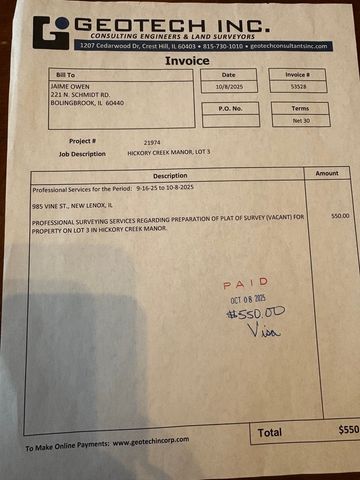 GEOTECH INC.
CONSULTING ENGINEERS & LAND SURVEYORS
1207 Cedarwood Dr, Crest Hill, IL 60403 • 815-730-1010 • geotechconsultantsinc.com
Invoice
Bill To
JAIME OWEN
221 N. SCHMIDT RD.
BOLINGBROOK, IL 60440
Date
10/8/2025
Invoice #
53528
P.O. No.
Terms
Net 30
Project # 21974
Job Description HICKORY CREEK MANOR, LOT 3
Description Amount
Professional Services for the Period: 9-16-25 to 10-8-2025
985 VINE ST., NEW LENOX, IL
PROFESSIONAL SURVEYING SERVICES REGARDING PREPARATION OF PLAT OF SURVEY (VACANT) FOR 550.00
PROPERTY ON LOT 3 IN HICKORY CREEK MANOR.
PAID
OCT 08 2025
$550.00
Visa
Total $550
To Make Online Payments: www.geotechincorp.com